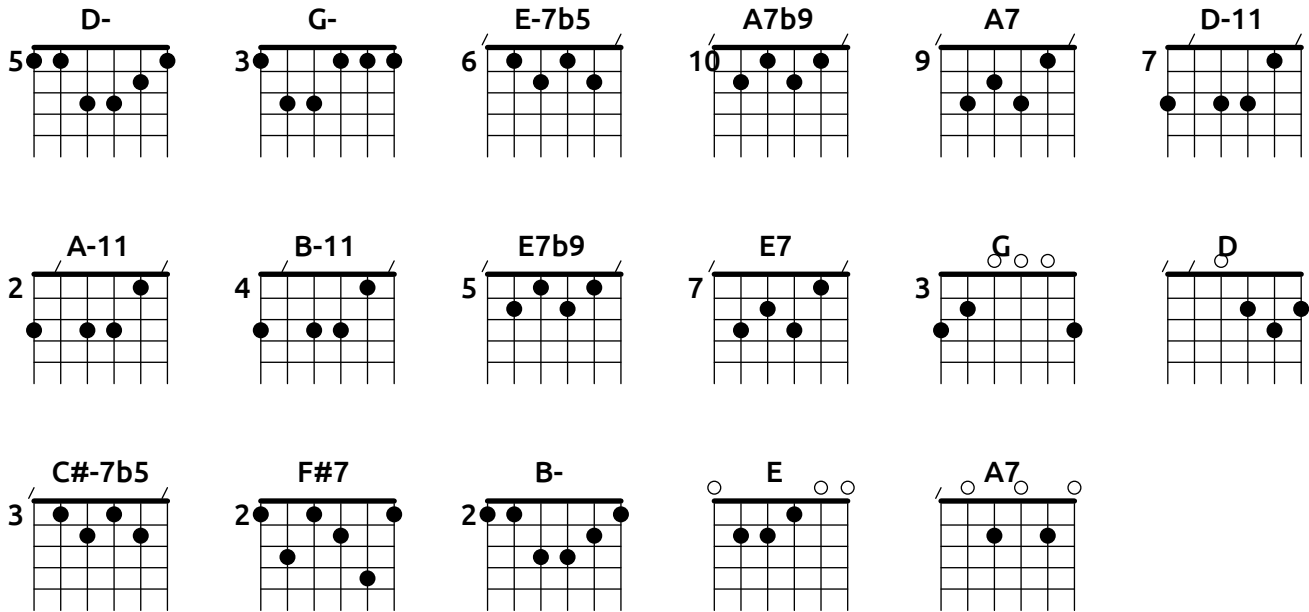 D- G- E-7b5 A7b9 A7 D-11
5 3 6 10 9 7
A-11 B-11 E7b9 E7 G D
2 4 5 7 3
C#-7b5 F#7 B- E A7
3 2 2